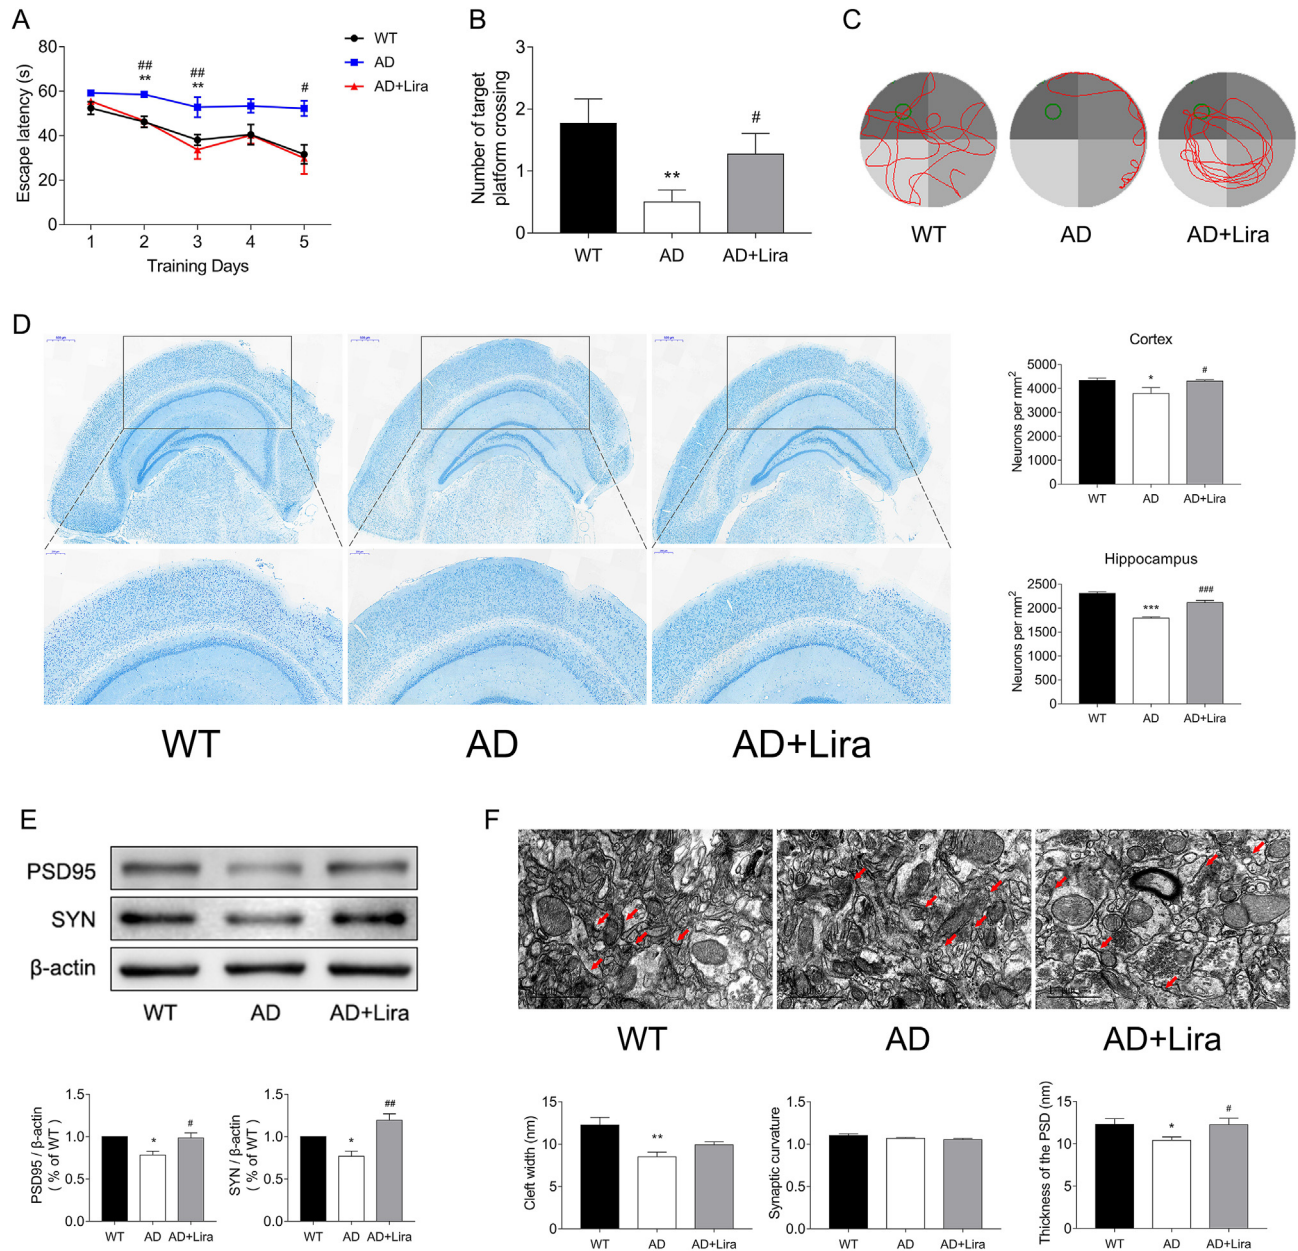 A
80
60
40
20
0
Escape latency (s)
##
**
##
**
#
1 2 3 4 5
Training Days
WT
AD
AD+Lira
B
3
2
1
0
Number of target
platform crossing
**
#
WT AD AD+Lira
C
WT AD AD+Lira
D
WT AD AD+Lira
Cortex
5000
4000
3000
2000
1000
0
Neurons per mm2
*
#
WT AD AD+Lira
Hippocampus
2500
2000
1500
1000
500
0
Neurons per mm2
***
###
WT AD AD+Lira
E
PSD95
SYN
β-actin
WT AD AD+Lira
1.5
1.0
0.5
0.0
PSD95 / β-actin
( % of WT )
*
#
WT AD AD+Lira
1.5
1.0
0.5
0.0
SYN / β-actin
( % of WT )
*
##
WT AD AD+Lira
F
WT AD AD+Lira
15
10
5
0
Cleft width (nm)
**
WT AD AD+Lira
1.5
1.0
0.5
0.0
Synaptic curvature
WT AD AD+Lira
15
10
5
0
Thickness of the PSD (nm)
*
#
WT AD AD+Lira